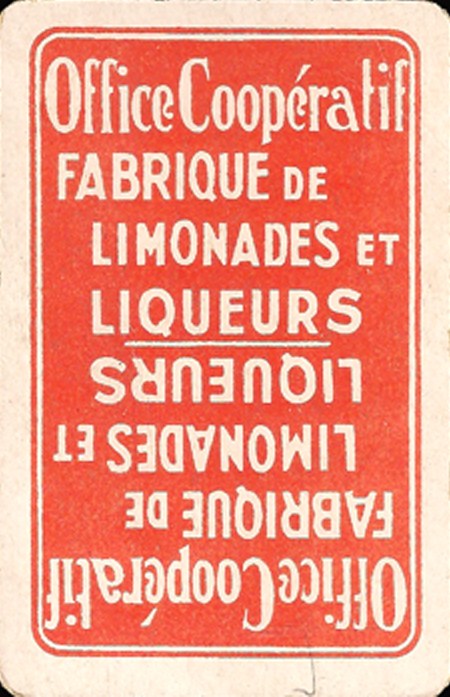 Office Coopératif
FABRIQUE DE
LIMONADES ET
LIQUEURS
LIQUEURS
LIMONADES ET
FABRIQUE DE
Office Coopératif